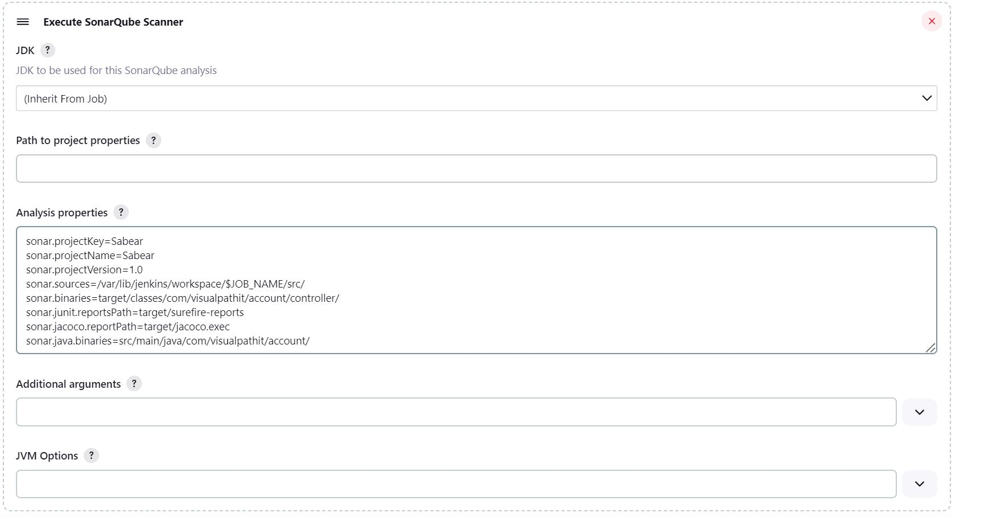 Execute SonarQube Scanner
JDK ?
JDK to be used for this SonarQube analysis
(Inherit From Job)
Path to project properties ?
Analysis properties ?
sonar.projectKey=Sabear
sonar.projectName=Sabear
sonar.projectVersion=1.0
sonar.sources=/var/lib/jenkins/workspace/$JOB_NAME/src/
sonar.binaries=target/classes/com/visualpathit/account/controller/
sonar.junit.reportsPath=target/surefire-reports
sonar.jacoco.reportPath=target/jacoco.exec
sonar.java.binaries=src/main/java/com/visualpathit/account/
Additional arguments ?
JVM Options ?